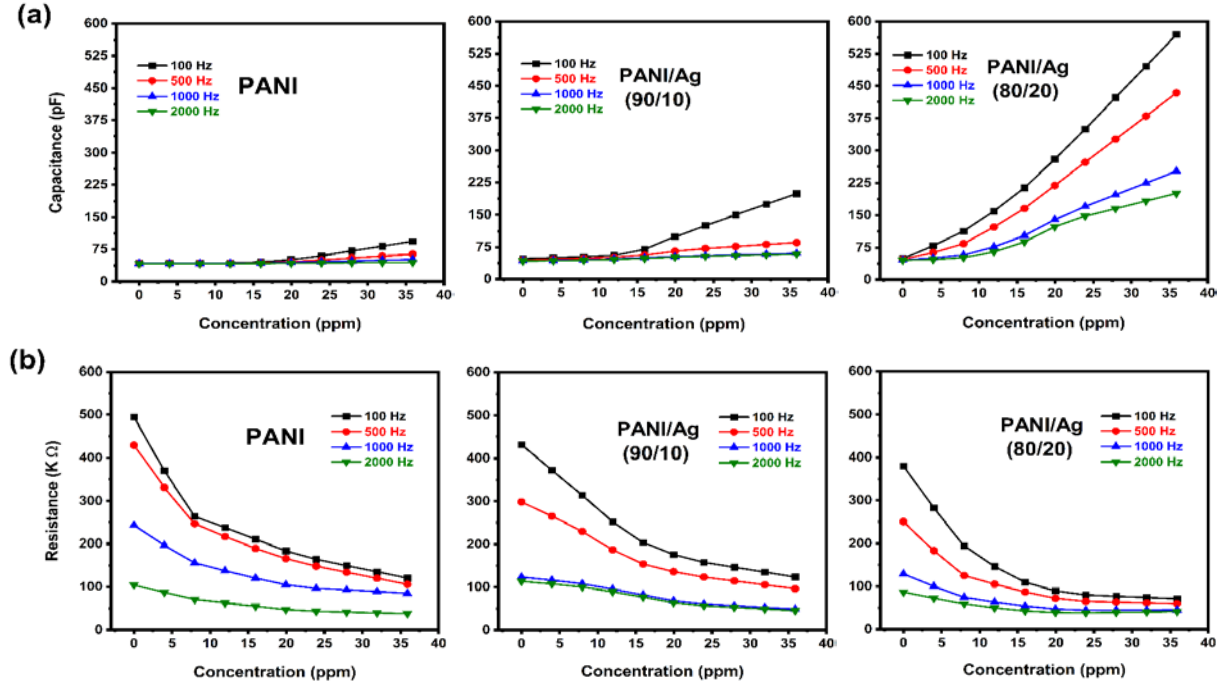 (a)
600
525
450
375
300
225
150
75
0
Capacitance (pF)
100 Hz
500 Hz
1000 Hz
2000 Hz
PANI
0 5 10 15 20 25 30 35 40
Concentration (ppm)
600
525
450
375
300
225
150
75
0
100 Hz
500 Hz
1000 Hz
2000 Hz
PANI/Ag
(90/10)
0 5 10 15 20 25 30 35 40
Concentration (ppm)
600
525
450
375
300
225
150
75
0
100 Hz
500 Hz
1000 Hz
2000 Hz
PANI/Ag
(80/20)
0 5 10 15 20 25 30 35 40
Concentration (ppm)
(b)
600
500
400
300
200
100
0
Resistance (K Ω)
100 Hz
500 Hz
1000 Hz
2000 Hz
PANI
0 5 10 15 20 25 30 35 40
Concentration (ppm)
600
500
400
300
200
100
0
100 Hz
500 Hz
1000 Hz
2000 Hz
PANI/Ag
(90/10)
0 5 10 15 20 25 30 35 40
Concentration (ppm)
600
500
400
300
200
100
0
100 Hz
500 Hz
1000 Hz
2000 Hz
PANI/Ag
(80/20)
0 5 10 15 20 25 30 35 40
Concentration (ppm)